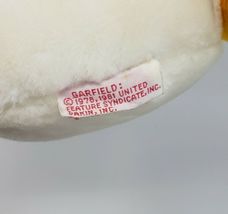 GARFIELD:
© 1978, 1981 UNITED
FEATURE SYNDICATE, INC.
DAKIN, INC.